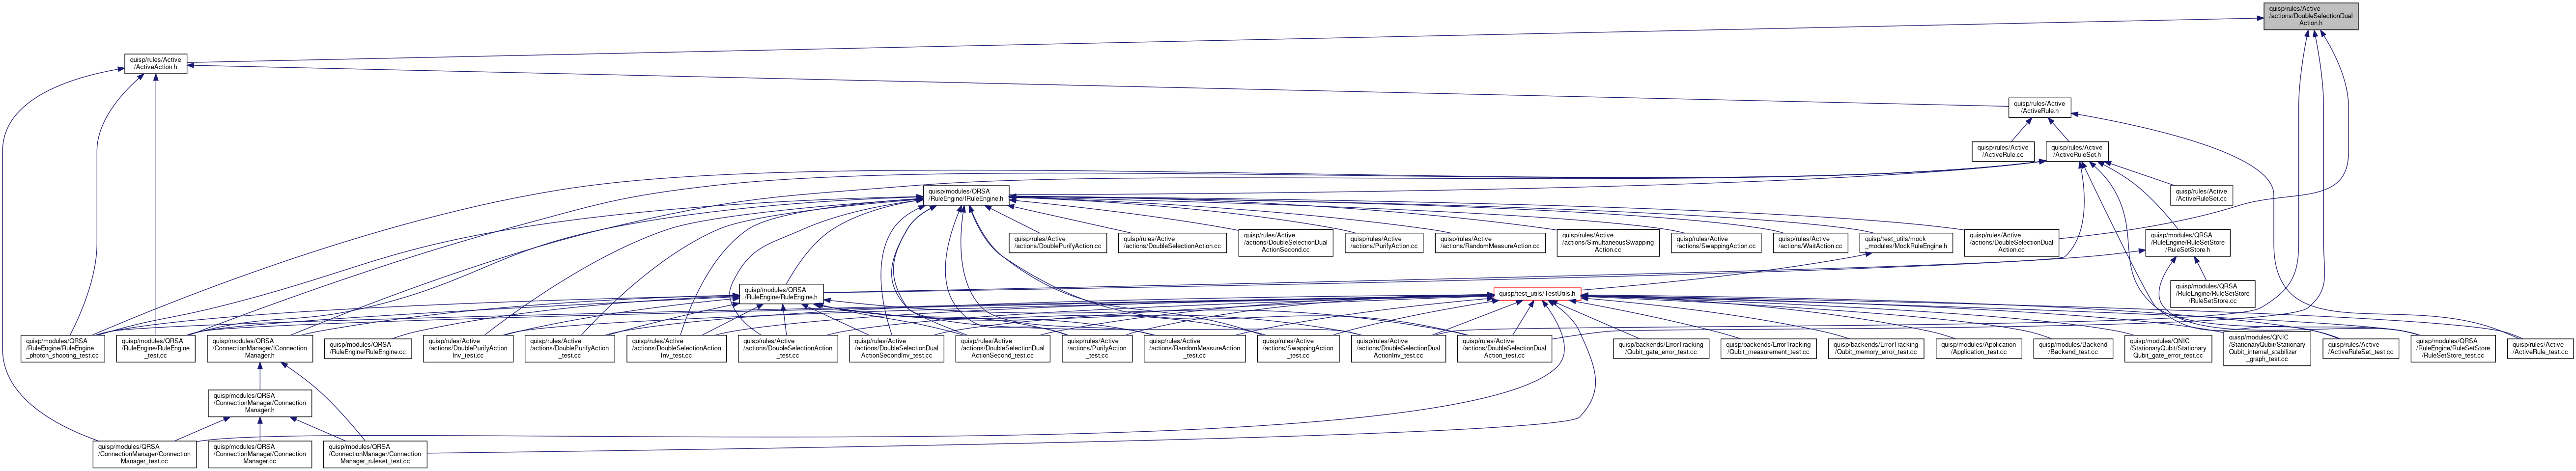 quisp/rules/Active
/actions/DoubleSelectionDual
Action.h
quisp/rules/Active
/ActiveAction.h
quisp/rules/Active
/ActiveRule.h
quisp/rules/Active
/ActiveRule.cc
quisp/rules/Active
/ActiveRuleSet.h
quisp/modules/QRSA
/RuleEngine/IRuleEngine.h
quisp/rules/Active
/ActiveRuleSet.cc
quisp/rules/Active
/actions/DoublePurifyAction.cc
quisp/rules/Active
/actions/DoubleSelectionAction.cc
quisp/rules/Active
/actions/DoubleSelectionDual
ActionSecond.cc
quisp/rules/Active
/actions/PurifyAction.cc
quisp/rules/Active
/actions/RandomMeasureAction.cc
quisp/rules/Active
/actions/SimultaneousSwapping
Action.cc
quisp/rules/Active
/actions/SwappingAction.cc
quisp/rules/Active
/actions/WaitAction.cc
quisp/test_utils/mock
_modules/MockRuleEngine.h
quisp/rules/Active
/actions/DoubleSelectionDual
Action.cc
quisp/modules/QRSA
/RuleEngine/RuleSetStore
/RuleSetStore.h
quisp/modules/QRSA
/RuleEngine/RuleEngine.h
quisp/test_utils/TestUtils.h
quisp/modules/QRSA
/RuleEngine/RuleSetStore
/RuleSetStore.cc
quisp/modules/QRSA
/RuleEngine/RuleEngine
_photon_shooting_test.cc
quisp/modules/QRSA
/RuleEngine/RuleEngine
_test.cc
quisp/modules/QRSA
/ConnectionManager/IConnection
Manager.h
quisp/modules/QRSA
/RuleEngine/RuleEngine.cc
quisp/rules/Active
/actions/DoublePurifyAction
Inv_test.cc
quisp/rules/Active
/actions/DoublePurifyAction
_test.cc
quisp/rules/Active
/actions/DoubleSelectionAction
Inv_test.cc
quisp/rules/Active
/actions/DoubleSelectionAction
_test.cc
quisp/rules/Active
/actions/DoubleSelectionDual
ActionSecondInv_test.cc
quisp/rules/Active
/actions/DoubleSelectionDual
ActionSecond_test.cc
quisp/rules/Active
/actions/PurifyAction
_test.cc
quisp/rules/Active
/actions/RandomMeasureAction
_test.cc
quisp/rules/Active
/actions/SwappingAction
_test.cc
quisp/rules/Active
/actions/DoubleSelectionDual
ActionInv_test.cc
quisp/rules/Active
/actions/DoubleSelectionDual
Action_test.cc
quisp/backends/ErrorTracking
/Qubit_gate_error_test.cc
quisp/backends/ErrorTracking
/Qubit_measurement_test.cc
quisp/backends/ErrorTracking
/Qubit_memory_error_test.cc
quisp/modules/Application
/Application_test.cc
quisp/modules/Backend
/Backend_test.cc
quisp/modules/QNIC
/StationaryQubit/Stationary
Qubit_gate_error_test.cc
quisp/modules/QNIC
/StationaryQubit/Stationary
Qubit_internal_stabilizer
_graph_test.cc
quisp/rules/Active
/ActiveRuleSet_test.cc
quisp/modules/QRSA
/RuleEngine/RuleSetStore
/RuleSetStore_test.cc
quisp/rules/Active
/ActiveRule_test.cc
quisp/modules/QRSA
/ConnectionManager/Connection
Manager.h
quisp/modules/QRSA
/ConnectionManager/Connection
Manager_test.cc
quisp/modules/QRSA
/ConnectionManager/Connection
Manager.cc
quisp/modules/QRSA
/ConnectionManager/Connection
Manager_ruleset_test.cc